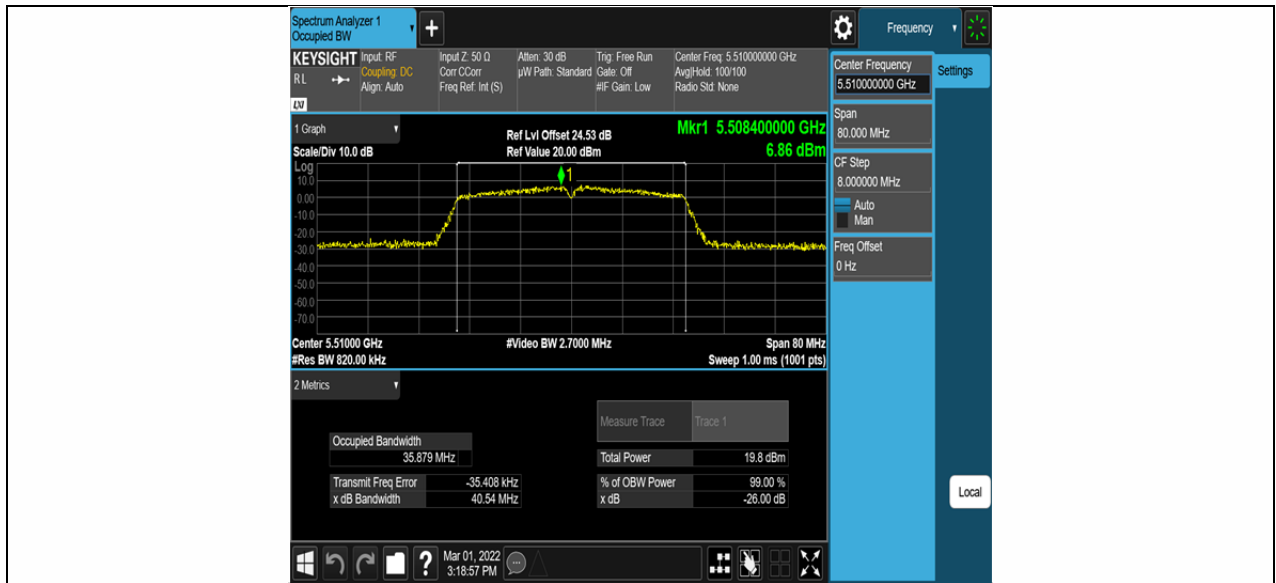 Spectrum Analyzer 1
Occupied BW
+
Frequency
KEYSIGHT
RL
LXI
Input: RF
Coupling: DC
Align: Auto
Input Z: 50 Ω
Corr CCorr
Freq Ref: Int (S)
Atten: 30 dB
µW Path: Standard
Trig: Free Run
Gate: Off
#IF Gain: Low
Center Freq: 5.510000000 GHz
Avg|Hold: 100/100
Radio Std: None
Center Frequency
5.510000000 GHz
Settings
Span
80.000 MHz
CF Step
8.000000 MHz
Auto
Man
Freq Offset
0 Hz
Local
1 Graph
Scale/Div 10.0 dB
Ref Lvl Offset 24.53 dB
Ref Value 20.00 dBm
Mkr1 5.508400000 GHz
6.86 dBm
Log
10.0
0.00
-10.0
-20.0
-30.0
-40.0
-50.0
-60.0
-70.0
1
Center 5.51000 GHz
#Res BW 820.00 kHz
#Video BW 2.7000 MHz
Span 80 MHz
Sweep 1.00 ms (1001 pts)
2 Metrics
Measure Trace Trace 1
Occupied Bandwidth
35.879 MHz
Total Power 19.8 dBm
Transmit Freq Error -35.408 kHz
% of OBW Power 99.00 %
x dB Bandwidth 40.54 MHz
x dB -26.00 dB
?
Mar 01, 2022
3:18:57 PM